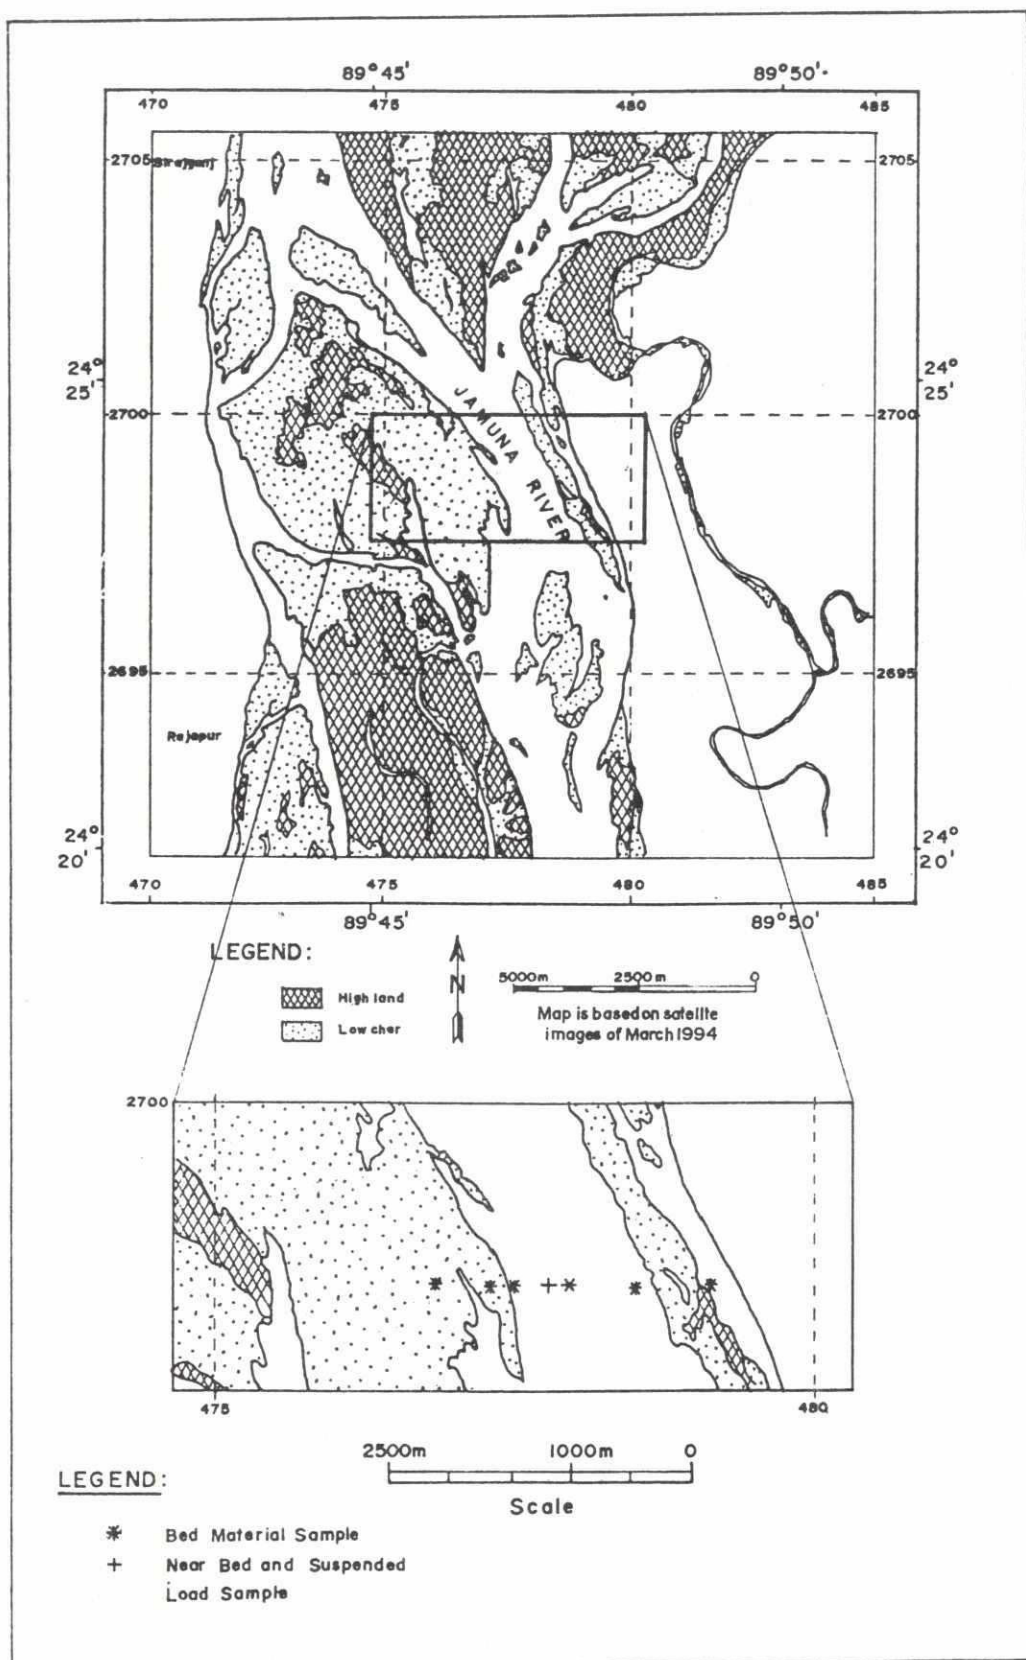 89°45'
89°50'
470
475
480
485
2705
Sirajganj
2705
24°
25'
24°
25'
2700
2700
JAMUNA RIVER
2695
2695
Rajapur
24°
20'
24°
20'
470
475
480
485
89°45'
89°50'
LEGEND:
High land
Low char
N
5000m 2500m 0
Map is based on satellite
images of March 1994
2700
475
480
2500m 1000m 0
Scale
LEGEND:
* Bed Material Sample
+ Near Bed and Suspended
Load Sample